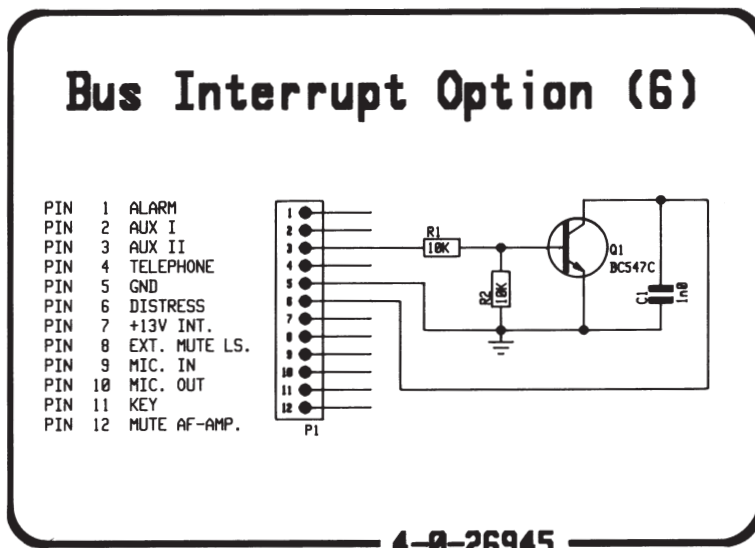 Bus Interrupt Option (6)
PIN 1 ALARM
PIN 2 AUX I
PIN 3 AUX II
PIN 4 TELEPHONE
PIN 5 GND
PIN 6 DISTRESS
PIN 7 +13V INT.
PIN 8 EXT. MUTE LS.
PIN 9 MIC. IN
PIN 10 MIC. OUT
PIN 11 KEY
PIN 12 MUTE AF-AMP.
1
2
3
4
5
6
7
8
9
10
11
12
P1
R1
10K
R2
10K
Q1
BC547C
C1
1n0
4-0-26945